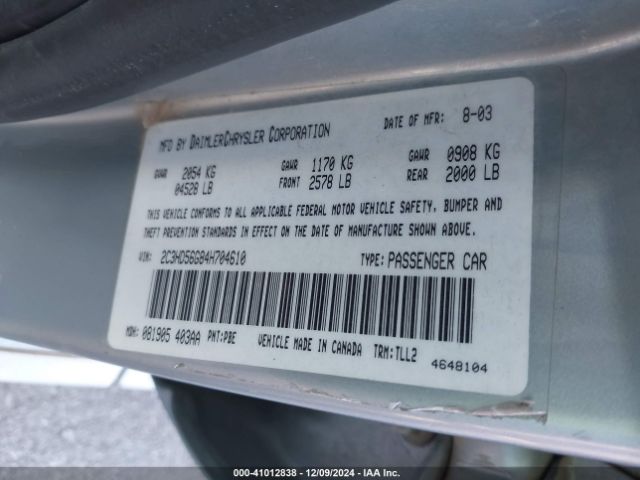 MFD BY DAIMLERCHRYSLER CORPORATION DATE OF MFR: 8-03
GVWR 2054 KG GAWR 1170 KG GAWR 0908 KG
04528 LB FRONT 2578 LB REAR 2000 LB
THIS VEHICLE CONFORMS TO ALL APPLICABLE FEDERAL MOTOR VEHICLE SAFETY, BUMPER AND
THEFT PREVENTION STANDARDS IN EFFECT ON THE DATE OF MANUFACTURE SHOWN ABOVE.
VIN: 2C3HD56G84H704610 TYPE: PASSENGER CAR
MDH: 081905 403AA PNT: PBE VEHICLE MADE IN CANADA TRM: TLL2
4648104
000-41012838 - 12/09/2024 - IAA Inc.